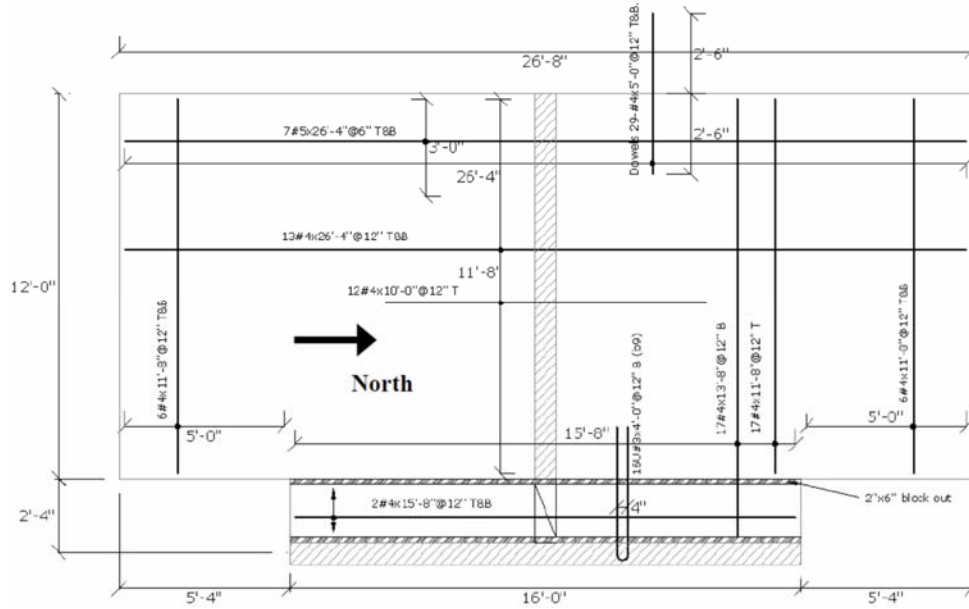 26'-8"
2'-6"
Dowels 29-#4x5'-0"@12" T&B.
7#5x26'-4"@6" T&B
3'-0"
2'-6"
26'-4"
13#4x26'-4"@12" T&B
12'-0"
11'-8'
12#4x10'-0"@12" T
6#4x11'-8"@12" T&B
North
16U#3x4'-0"@12" B (b9)
17#4x13'-8"@12" B
17#4x11'-8"@12" T
6#4x11'-8"@12" T&B
5'-0"
15'-8"
5'-0"
2'-4"
2#4x15'-8"@12" T&B
4"
2"x6" block out
5'-4"
16'-0"
5'-4"